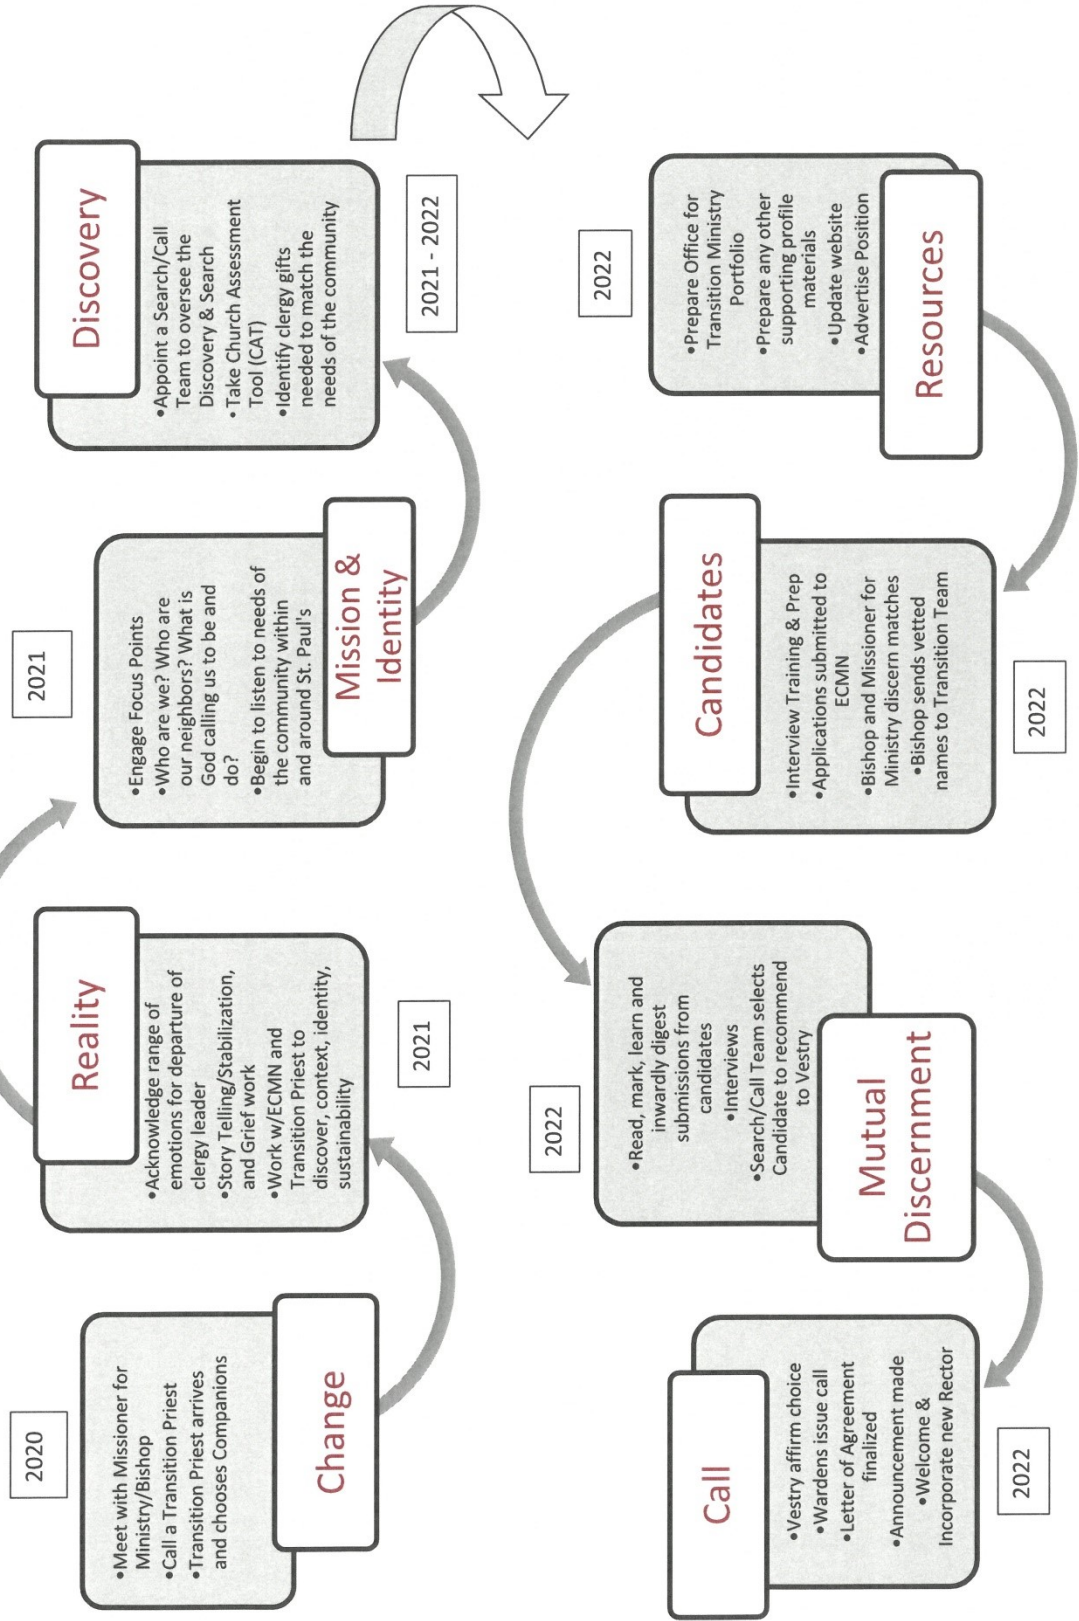 2020
•Meet with Missioner for
Ministry/Bishop
•Call a Transition Priest
•Transition Priest arrives
and chooses Companions
Change
Reality
•Acknowledge range of
emotions for departure of
clergy leader
•Story Telling/Stabilization,
and Grief work
•Work w/ECMN and
Transition Priest to
discover, context, identity,
sustainability
2021
2021
•Engage Focus Points
•Who are we? Who are
our neighbors? What is
God calling us to be and
do?
•Begin to listen to needs of
the community within
and around St. Paul's
Mission &
Identity
Discovery
•Appoint a Search/Call
Team to oversee the
Discovery & Search
•Take Church Assessment
Tool (CAT)
•Identify clergy gifts
needed to match the
needs of the community
2021 - 2022
2022
•Prepare Office for
Transition Ministry
Portfolio
•Prepare any other
supporting profile
materials
•Update website
•Advertise Position
Resources
Candidates
•Interview Training & Prep
•Applications submitted to
ECMN
•Bishop and Missioner for
Ministry discern matches
•Bishop sends vetted
names to Transition Team
2022
2022
•Read, mark, learn and
inwardly digest
submissions from
candidates
•Interviews
•Search/Call Team selects
Candidate to recommend
to Vestry
Mutual
Discernment
Call
•Vestry affirm choice
•Wardens issue call
•Letter of Agreement
finalized
•Announcement made
•Welcome &
Incorporate new Rector
2022